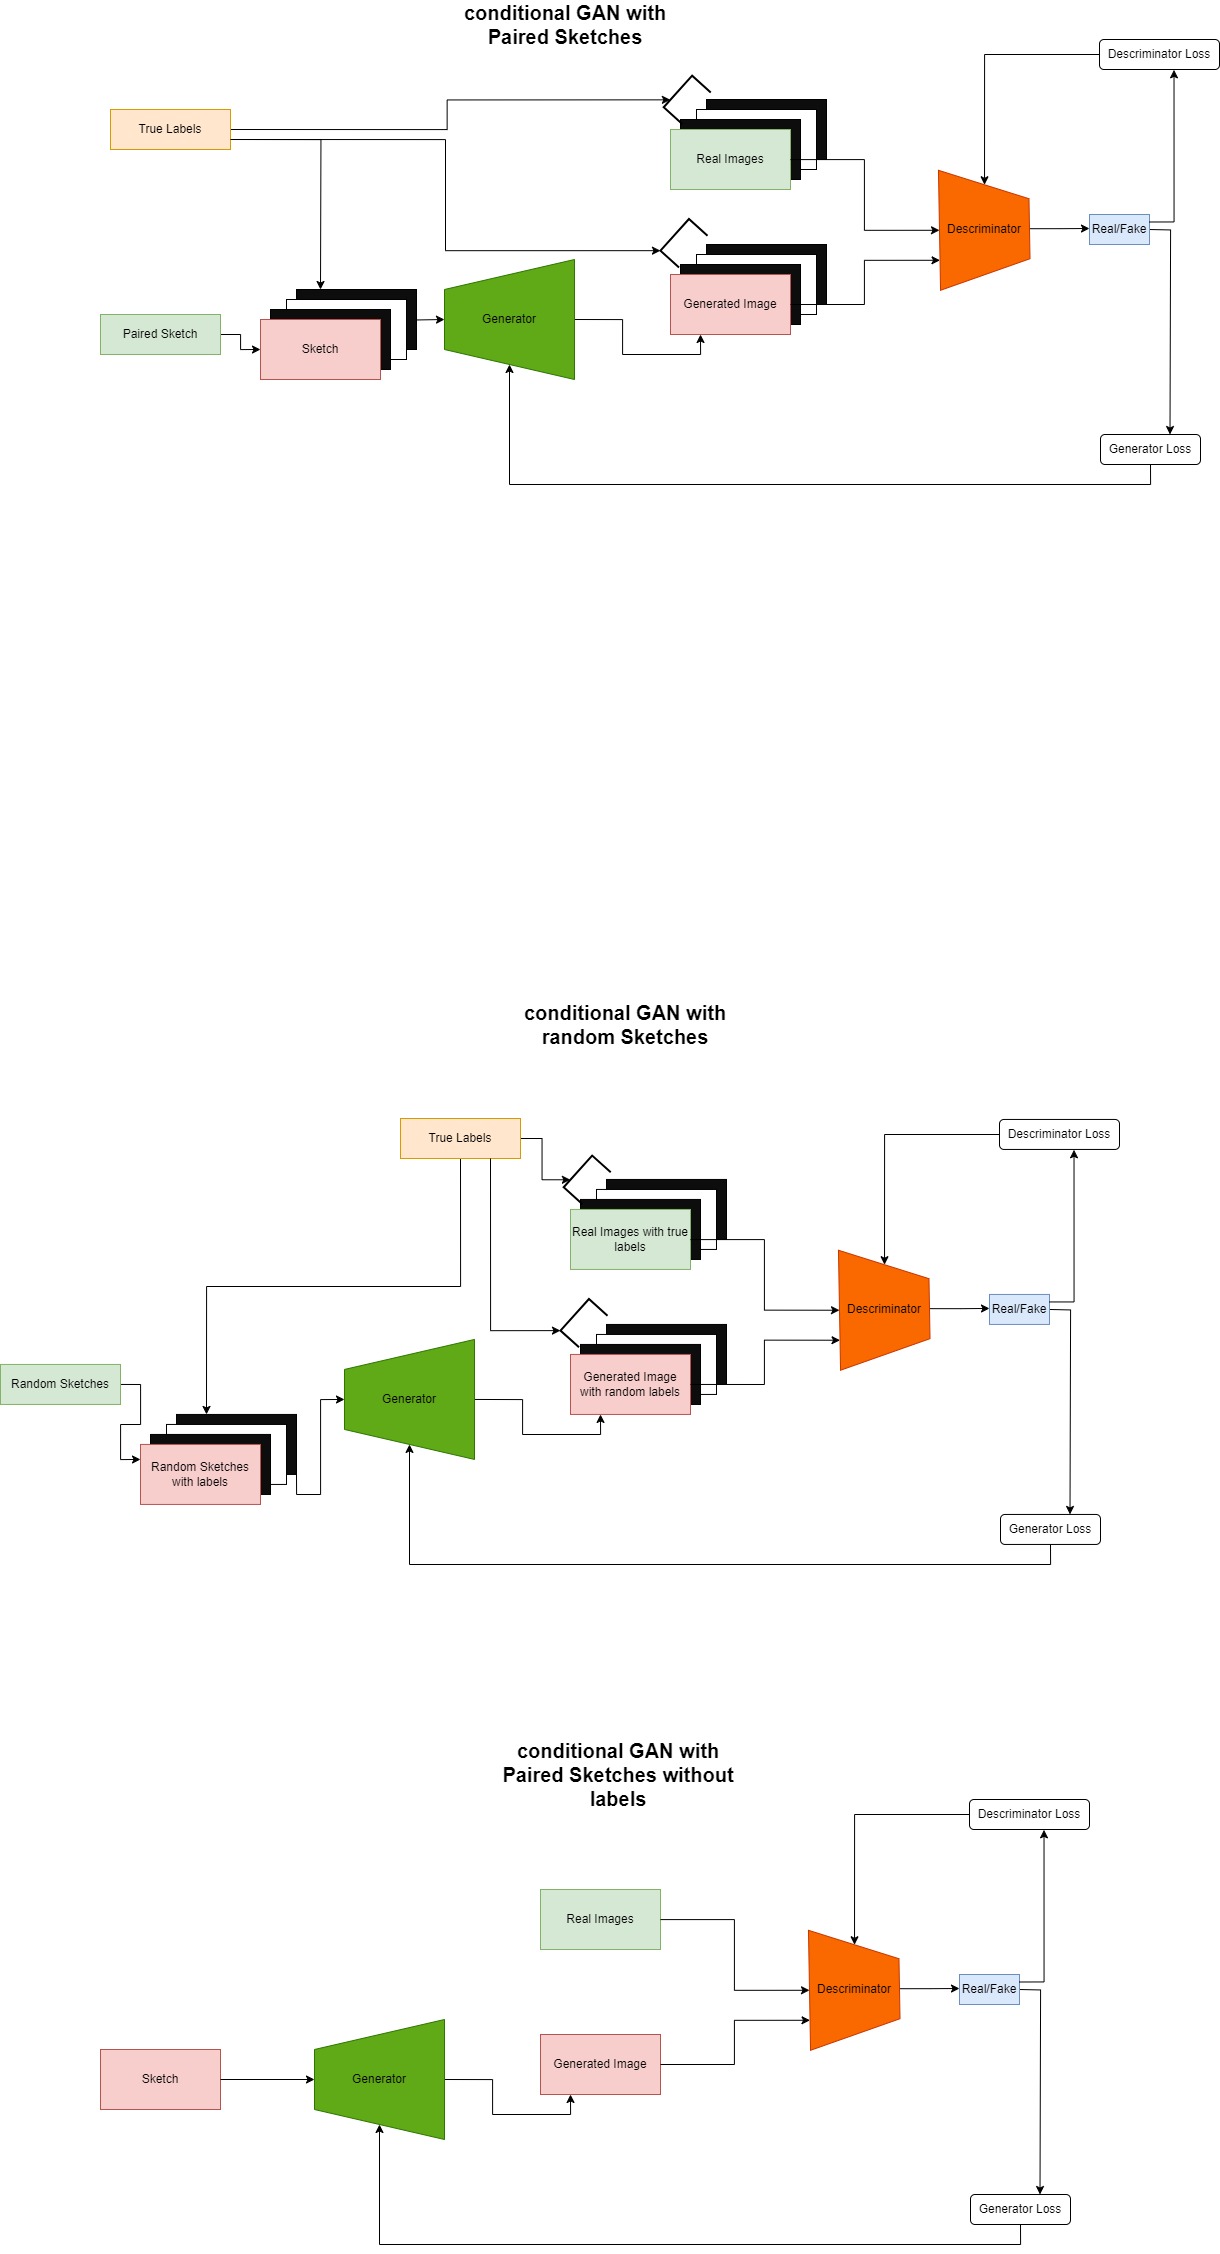 conditional GAN with
Paired Sketches
Descriminator Loss
True Labels
Real Images
Descriminator
Real/Fake
Generated Image
Generator
Paired Sketch
Sketch
Generator Loss
conditional GAN with
random Sketches
True Labels
Descriminator Loss
Real Images with true
labels
Descriminator
Real/Fake
Generated Image
with random labels
Generator
Random Sketches
Random Sketches
with labels
Generator Loss
conditional GAN with
Paired Sketches without
labels
Descriminator Loss
Real Images
Descriminator
Real/Fake
Generated Image
Sketch
Generator
Generator Loss